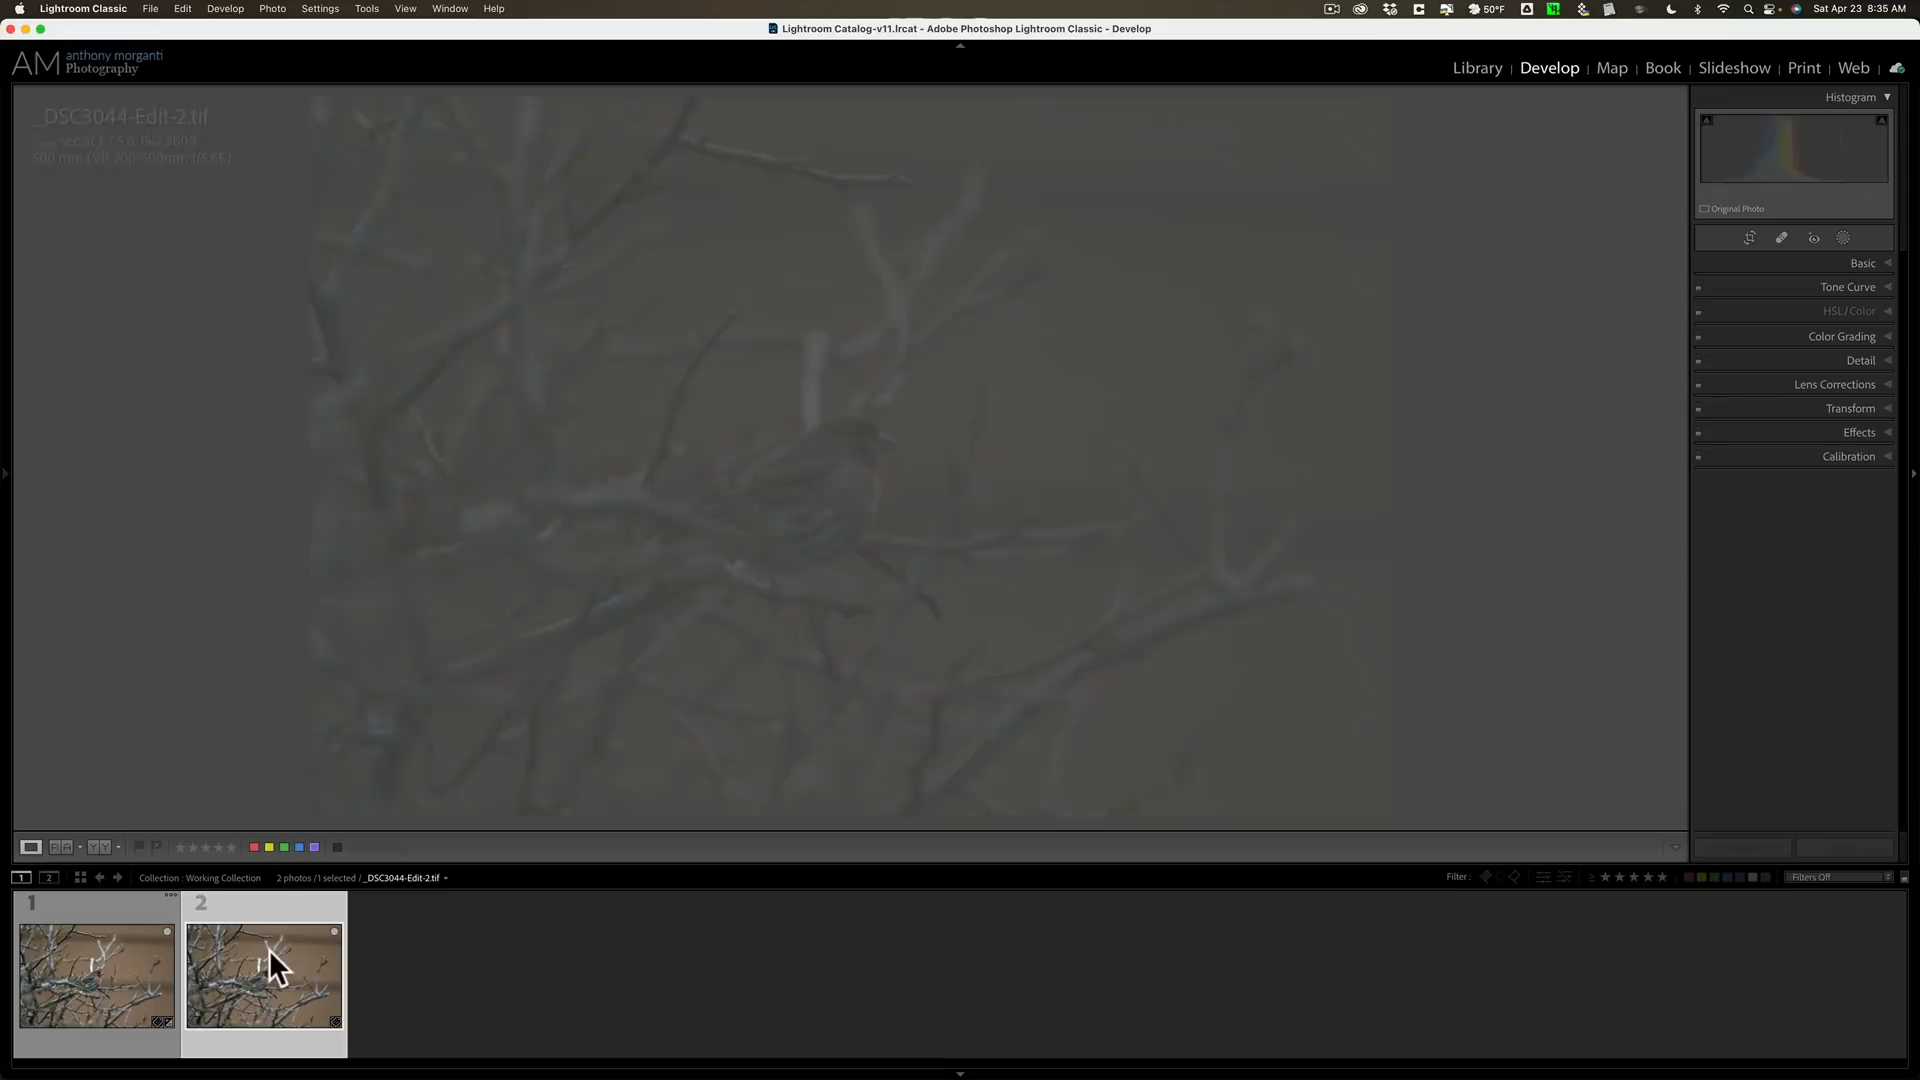 Lightroom Classic File Edit Develop Photo Settings Tools View Window Help 50°F Sat Apr 23 8:35 AM
Lightroom Catalog-v11.lrcat - Adobe Photoshop Lightroom Classic - Develop
AM anthony morganti
Photography
Library | Develop | Map | Book | Slideshow | Print | Web
Histogram
_DSC3044-Edit-2.tif
500 mm
Original Photo
Basic
Tone Curve
HSL / Color
Color Grading
Detail
Lens Corrections
Transform
Effects
Calibration
R A Y Y
1 2 Collection : Working Collection 2 photos / 1 selected / _DSC3044-Edit-2.tif Filter : Filters Off
1 2